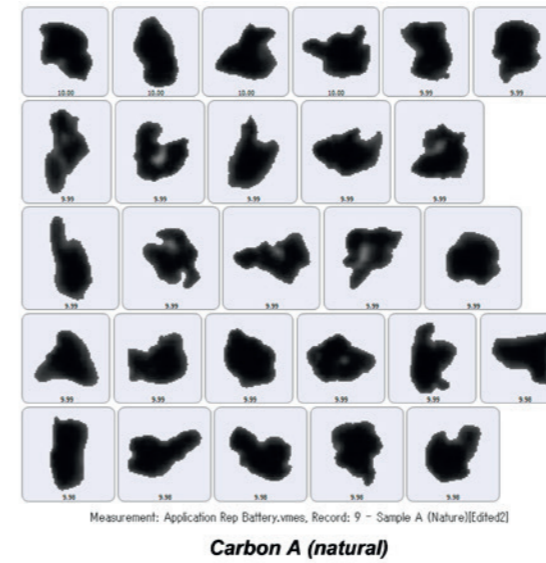 10.00 10.00 10.00 10.00 9.99 9.99
9.99 9.99 9.99 9.99 9.99
9.99 9.99 9.99 9.99 9.99
9.99 9.99 9.99 9.99 9.99 9.98
9.98 9.98 9.98 9.98 9.98
Measurement: Application Rep Battery.vmes, Record: 9 - Sample A (Nature)[Edited2]
Carbon A (natural)